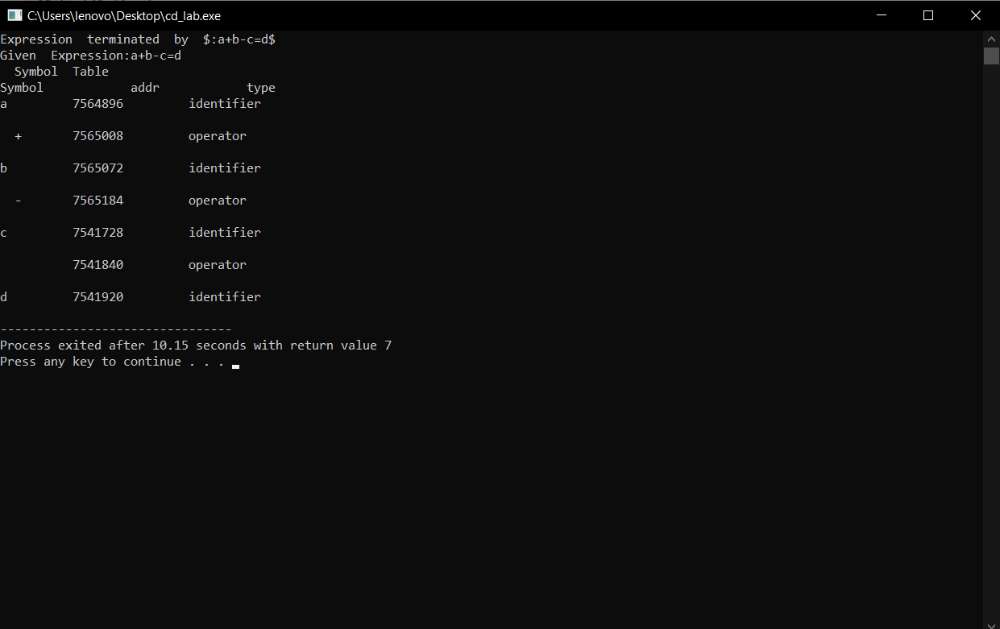 C:\Users\lenovo\Desktop\cd_lab.exe
Expression  terminated  by  $:a+b-c=d$
Given  Expression:a+b-c=d
  Symbol  Table
Symbol            addr            type
a         7564896         identifier
  +       7565008         operator
b         7565072         identifier
  -       7565184         operator
c         7541728         identifier
          7541840         operator
d         7541920         identifier
--------------------------------
Process exited after 10.15 seconds with return value 7
Press any key to continue . . .